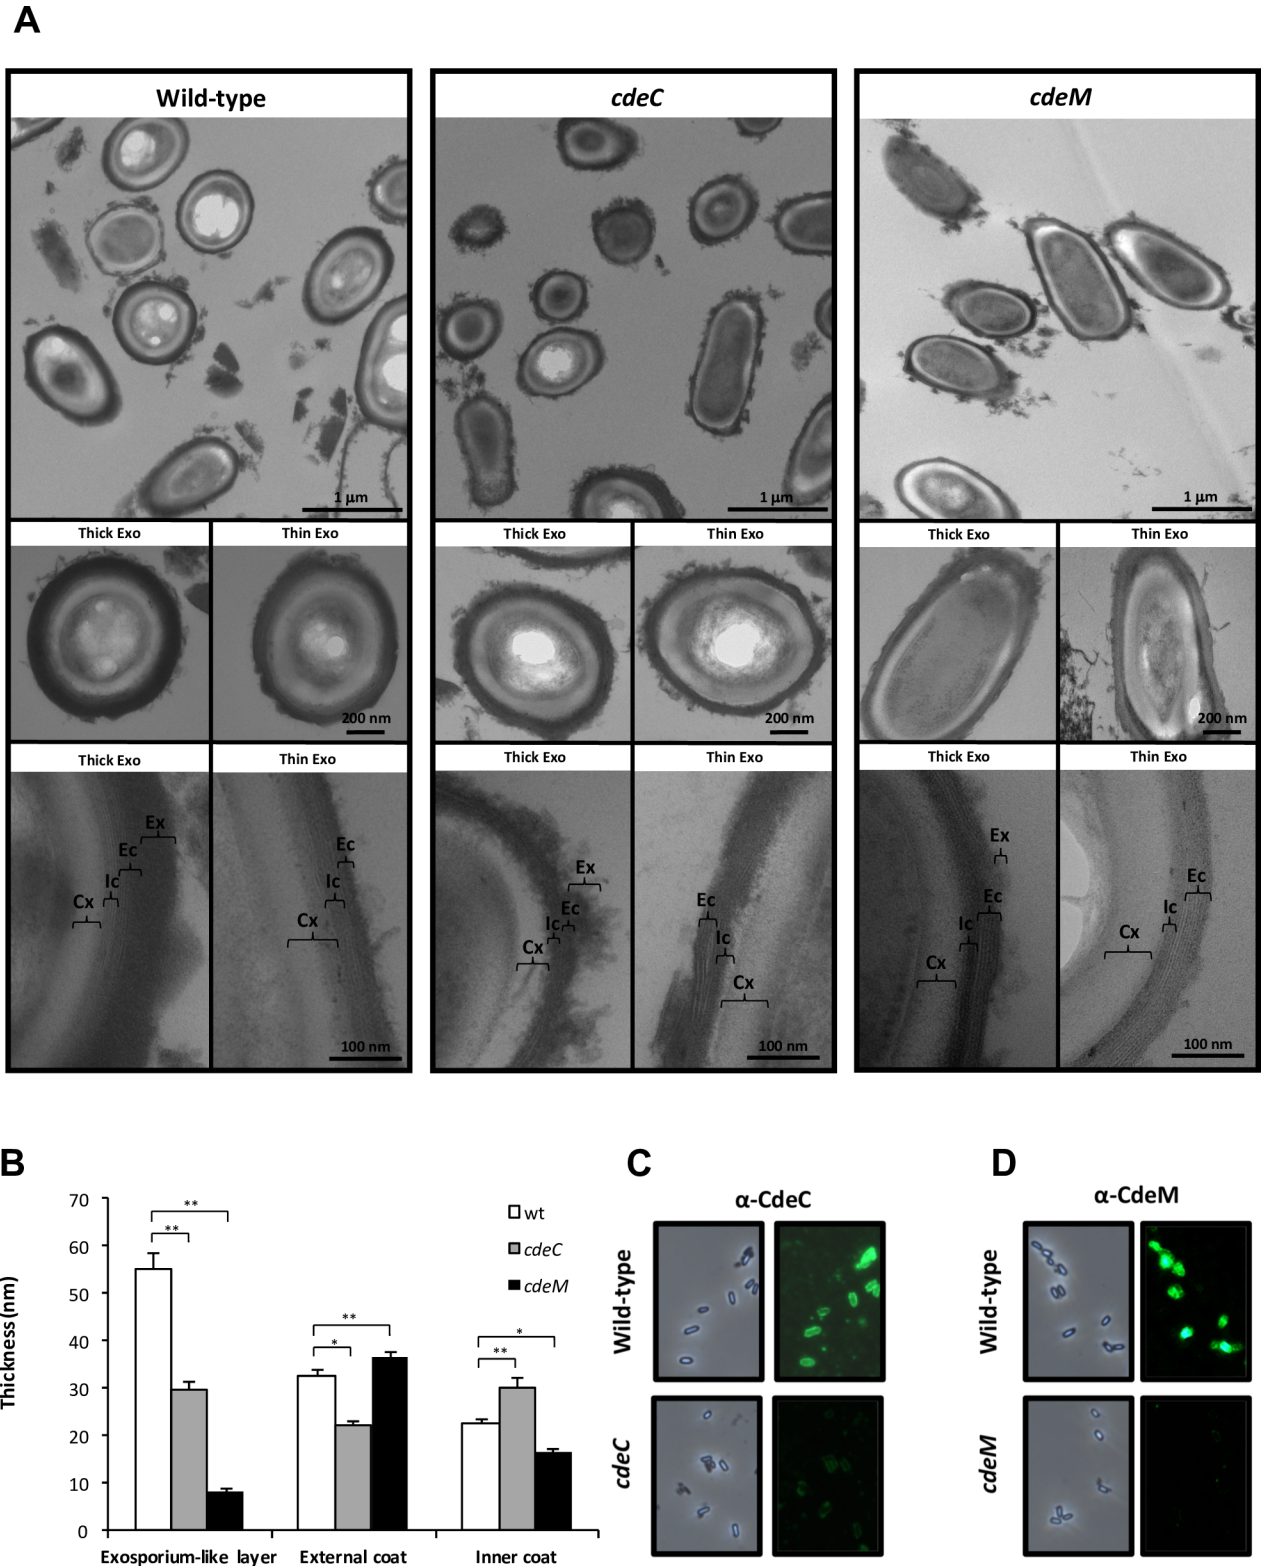 A
Wild-type
cdeC
cdeM
1 μm
1 μm
1 μm
Thick Exo
Thin Exo
Thick Exo
Thin Exo
Thick Exo
Thin Exo
200 nm
200 nm
200 nm
Thick Exo
Thin Exo
Thick Exo
Thin Exo
Thick Exo
Thin Exo
Ex
Ec
Ic
Cx
Ec
Ic
Cx
100 nm
Ex
Ec
Ic
Cx
Ec
Ic
Cx
100 nm
Ex
Ec
Ic
Cx
Ec
Ic
Cx
100 nm
B
Thickness (nm)
70
60
50
40
30
20
10
0
**
**
**
*
*
**
wt
cdeC
cdeM
Exosporium-like layer
External coat
Inner coat
C
α-CdeC
Wild-type
cdeC
D
α-CdeM
Wild-type
cdeM